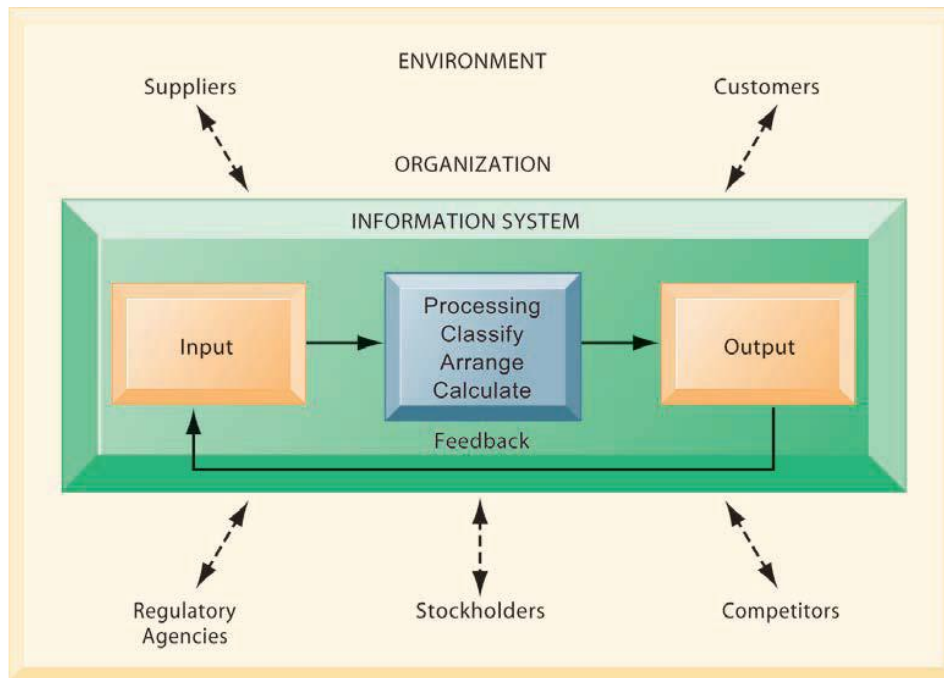 ENVIRONMENT
Suppliers
Customers
ORGANIZATION
INFORMATION SYSTEM
Input
Processing
Classify
Arrange
Calculate
Output
Feedback
Regulatory
Agencies
Stockholders
Competitors